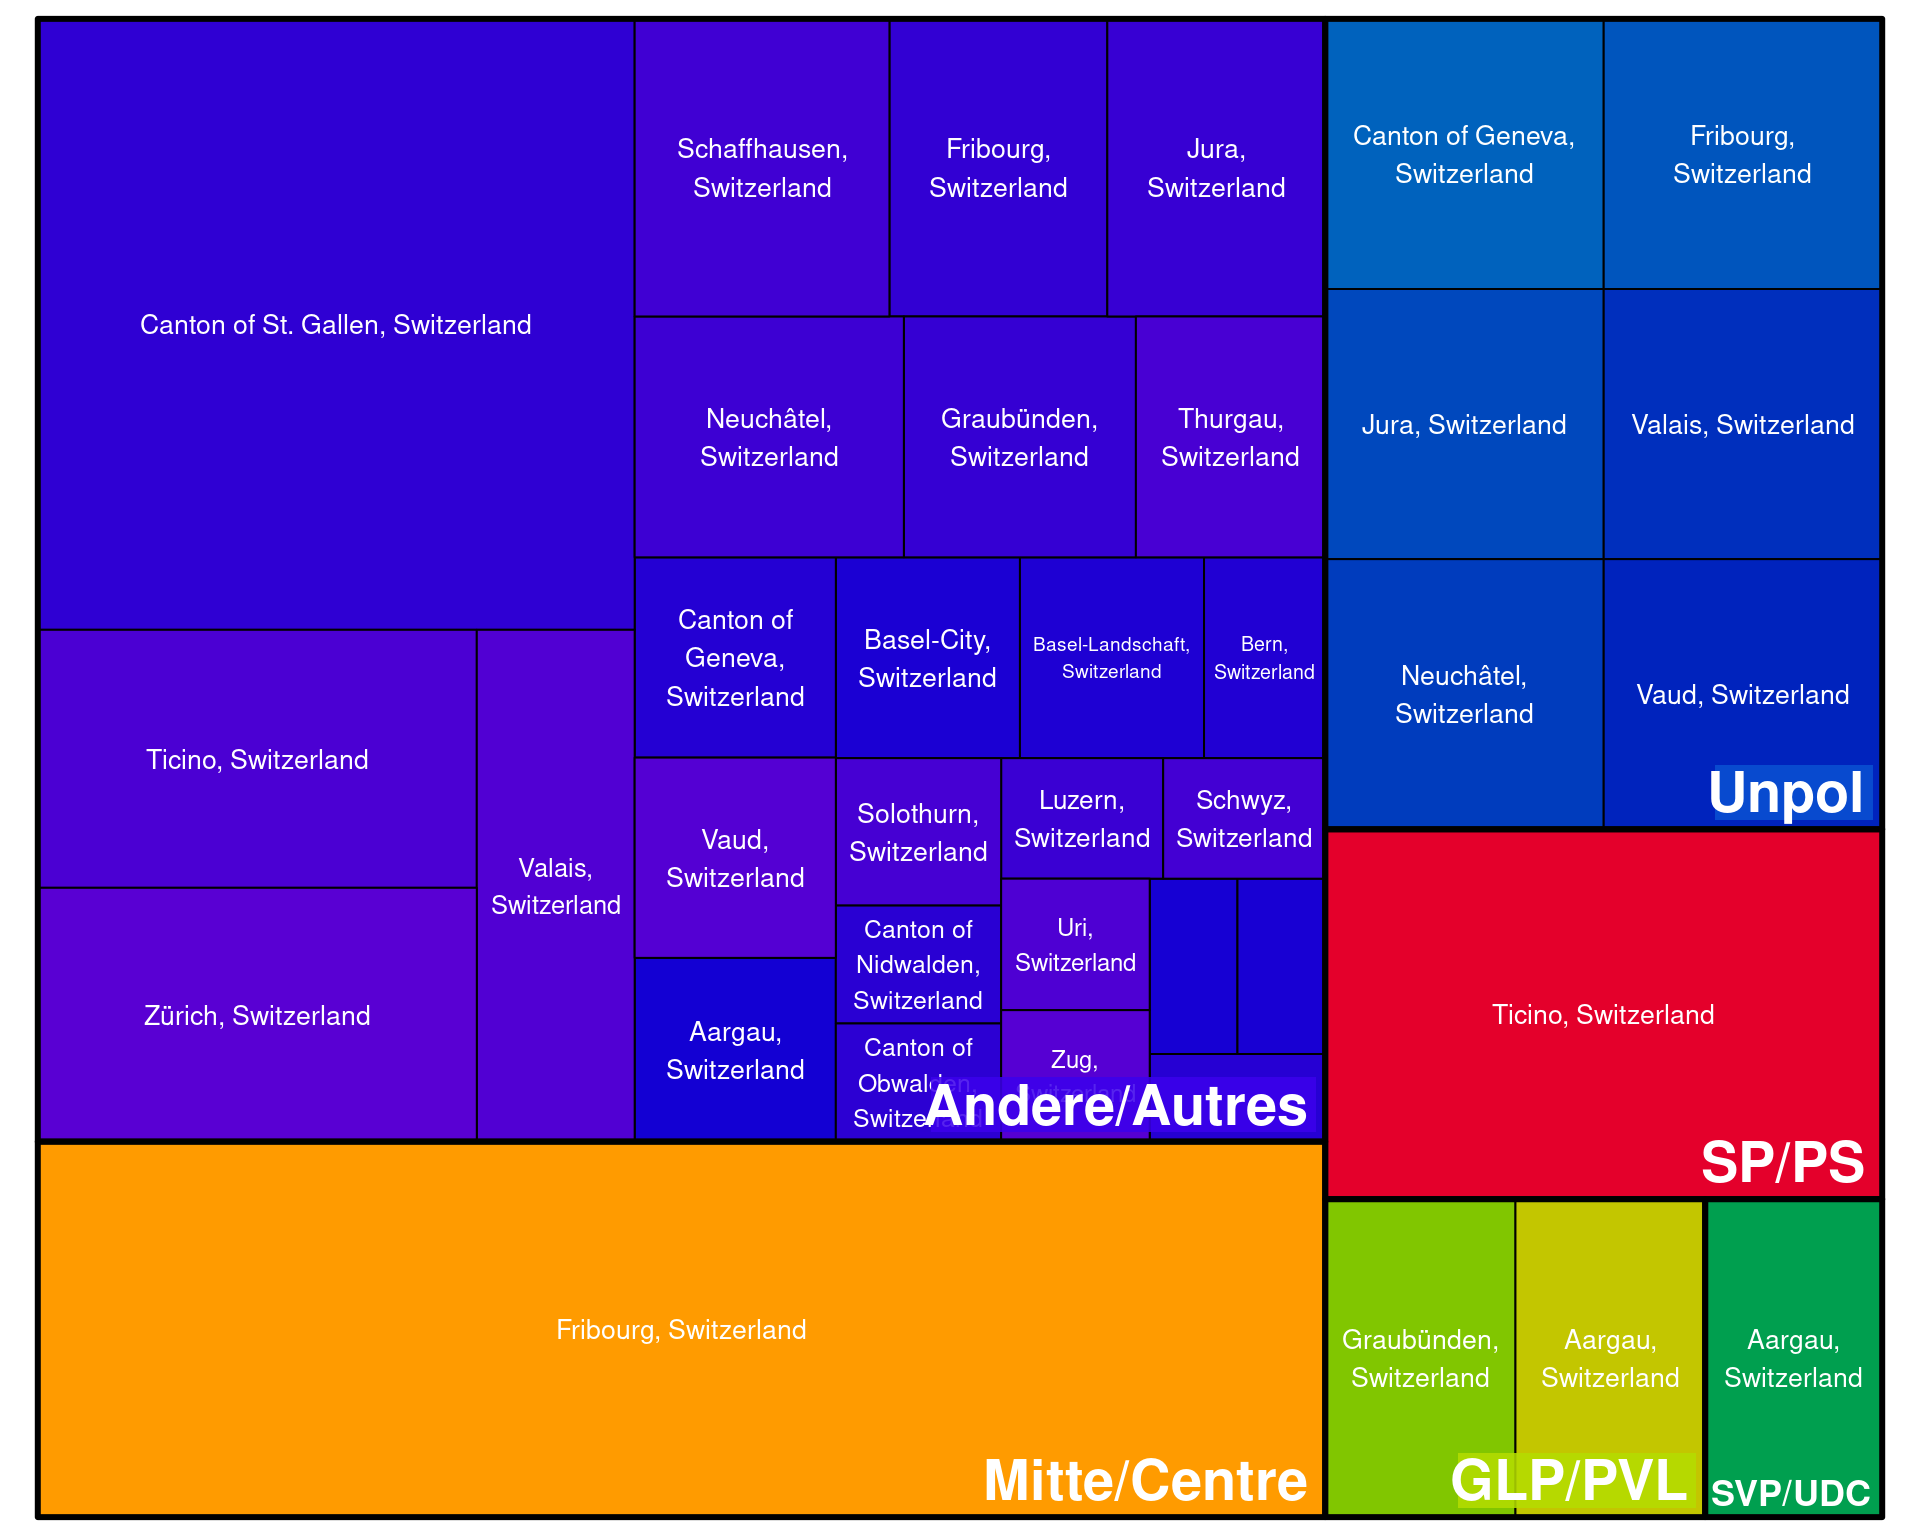 Canton of St. Gallen, Switzerland
Schaffhausen,
Switzerland
Fribourg,
Switzerland
Jura,
Switzerland
Neuchâtel,
Switzerland
Graubünden,
Switzerland
Thurgau,
Switzerland
Ticino, Switzerland
Zürich, Switzerland
Valais,
Switzerland
Canton of
Geneva,
Switzerland
Basel-City,
Switzerland
Basel-Landschaft,
Switzerland
Bern,
Switzerland
Vaud,
Switzerland
Solothurn,
Switzerland
Luzern,
Switzerland
Schwyz,
Switzerland
Aargau,
Switzerland
Canton of
Nidwalden,
Switzerland
Uri,
Switzerland
Canton of
Obwalden,
Switzerland
Zug,
Switzerland
Andere/Autres
Canton of Geneva,
Switzerland
Fribourg,
Switzerland
Jura, Switzerland
Valais, Switzerland
Neuchâtel,
Switzerland
Vaud, Switzerland
Unpol
Ticino, Switzerland
SP/PS
Fribourg, Switzerland
Mitte/Centre
Graubünden,
Switzerland
Aargau,
Switzerland
GLP/PVL
Aargau,
Switzerland
SVP/UDC